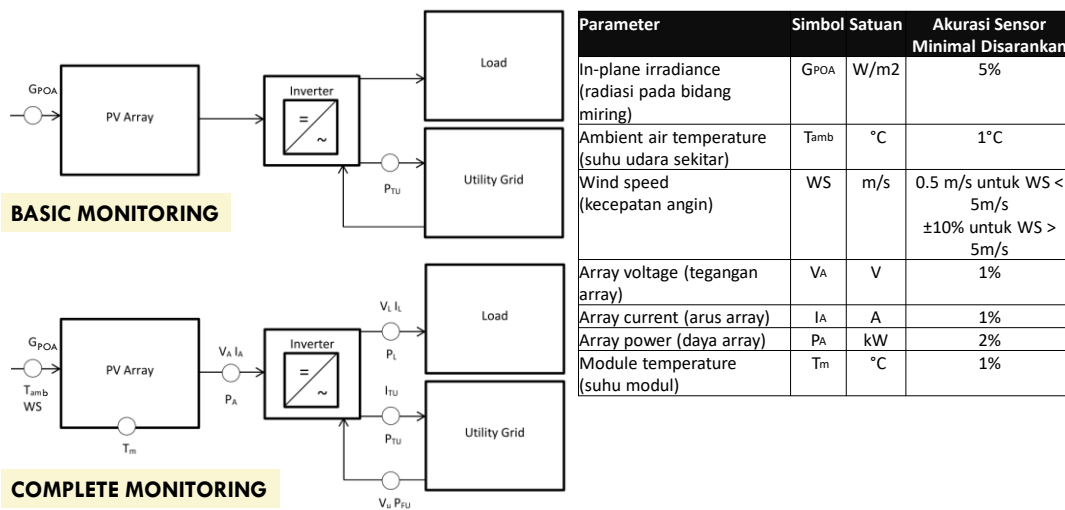 Load
Inverter
=
~
GPOA
PV Array
PTU
Utility Grid
BASIC MONITORING
VL IL
Load
PL
GPOA
PV Array
VA IA
Inverter
=
~
Tamb
WS
PA
ITU
PTU
Utility Grid
Tm
Vu PFU
COMPLETE MONITORING
Parameter Simbol Satuan Akurasi Sensor
Minimal Disarankan
In-plane irradiance GPOA W/m2 5%
(radiasi pada bidang
miring)
Ambient air temperature Tamb °C 1°C
(suhu udara sekitar)
Wind speed WS m/s 0.5 m/s untuk WS <
(kecepatan angin) 5m/s
±10% untuk WS >
5m/s
Array voltage (tegangan VA V 1%
array)
Array current (arus array) IA A 1%
Array power (daya array) PA kW 2%
Module temperature Tm °C 1%
(suhu modul)